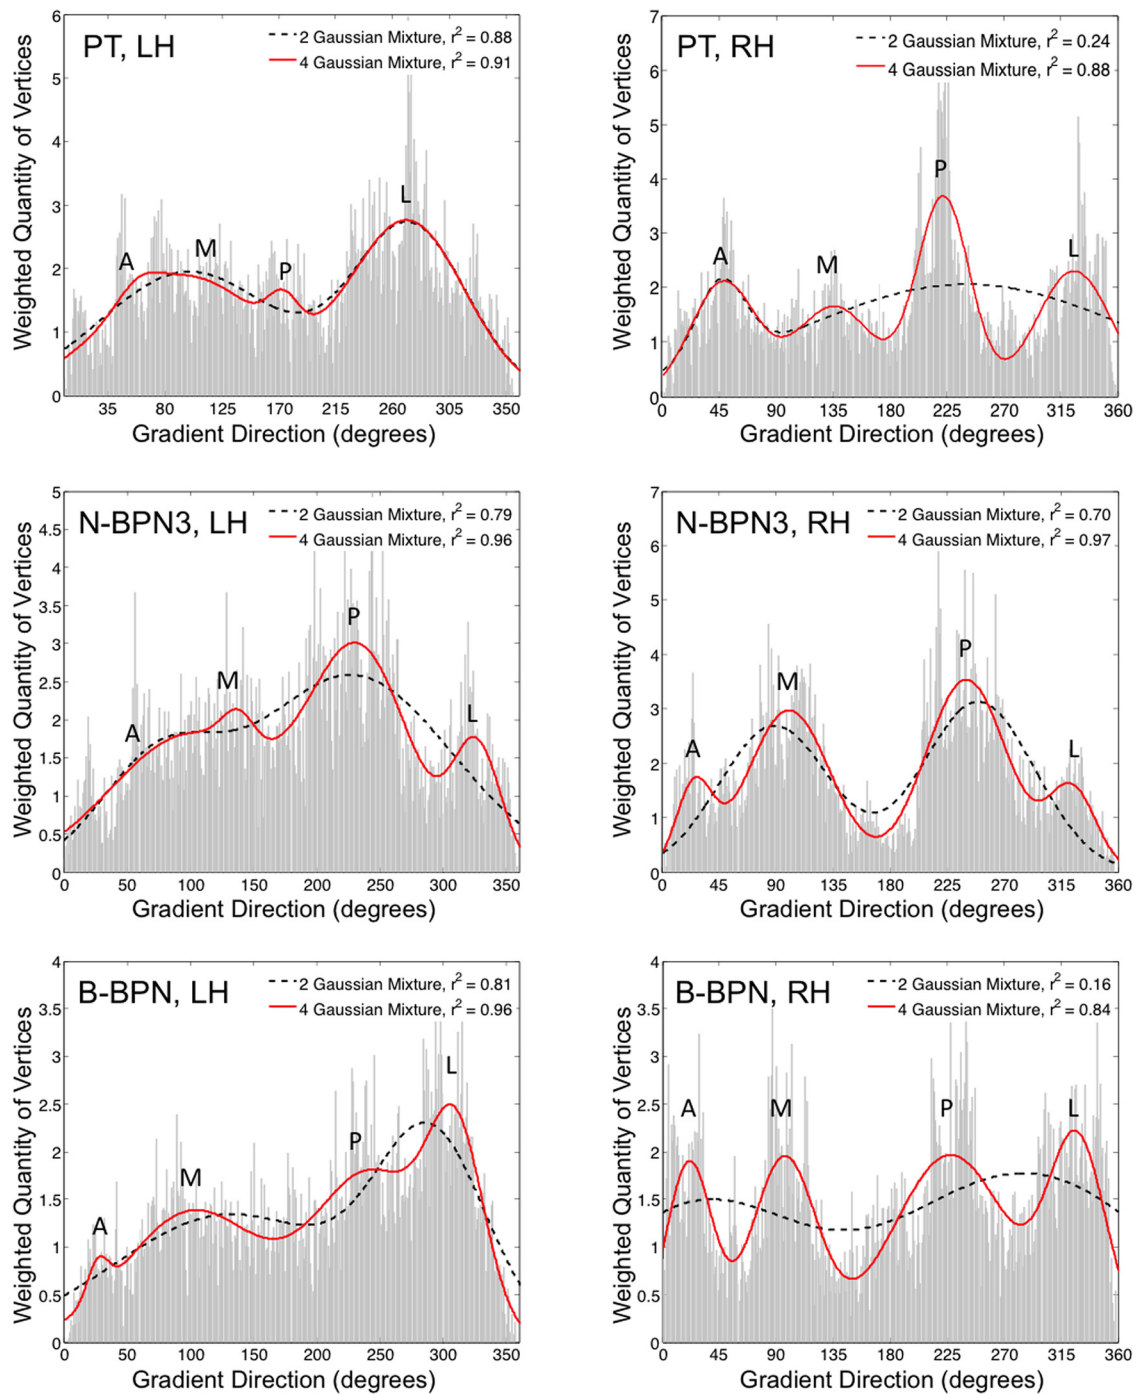 PT, LH
2 Gaussian Mixture, r² = 0.88
4 Gaussian Mixture, r² = 0.91
Weighted Quantity of Vertices
6
5
4
3
2
1
0
A
M
P
L
35 80 125 170 215 260 305 350
Gradient Direction (degrees)
PT, RH
2 Gaussian Mixture, r² = 0.24
4 Gaussian Mixture, r² = 0.88
Weighted Quantity of Vertices
7
6
5
4
3
2
1
0
A
M
P
L
0 45 90 135 180 225 270 315 360
Gradient Direction (degrees)
N-BPN3, LH
2 Gaussian Mixture, r² = 0.79
4 Gaussian Mixture, r² = 0.96
Weighted Quantity of Vertices
5
4.5
4
3.5
3
2.5
2
1.5
1
0.5
0
A
M
P
L
0 50 100 150 200 250 300 350
Gradient Direction (degrees)
N-BPN3, RH
2 Gaussian Mixture, r² = 0.70
4 Gaussian Mixture, r² = 0.97
Weighted Quantity of Vertices
7
6
5
4
3
2
1
0
A
M
P
L
0 45 90 135 180 225 270 315 360
Gradient Direction (degrees)
B-BPN, LH
2 Gaussian Mixture, r² = 0.81
4 Gaussian Mixture, r² = 0.96
Weighted Quantity of Vertices
4
3.5
3
2.5
2
1.5
1
0.5
0
A
M
P
L
0 50 100 150 200 250 300 350
Gradient Direction (degrees)
B-BPN, RH
2 Gaussian Mixture, r² = 0.16
4 Gaussian Mixture, r² = 0.84
Weighted Quantity of Vertices
4
3.5
3
2.5
2
1.5
1
0.5
0
A
M
P
L
0 45 90 135 180 225 270 315 360
Gradient Direction (degrees)